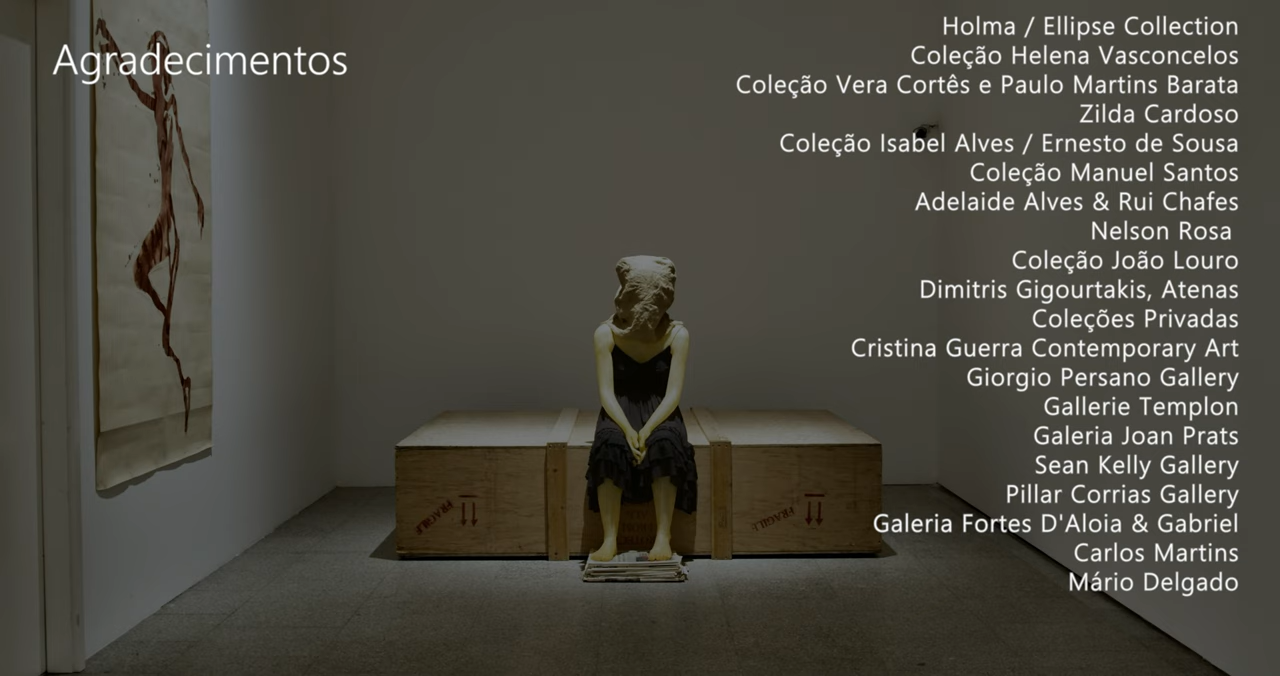 Agradecimentos
Holma / Ellipse Collection
Coleção Helena Vasconcelos
Coleção Vera Cortês e Paulo Martins Barata
Zilda Cardoso
Coleção Isabel Alves / Ernesto de Sousa
Coleção Manuel Santos
Adelaide Alves & Rui Chafes
Nelson Rosa
Coleção João Louro
Dimitris Gigourtakis, Atenas
Coleções Privadas
Cristina Guerra Contemporary Art
Giorgio Persano Gallery
Gallerie Templon
Galeria Joan Prats
Sean Kelly Gallery
Pillar Corrias Gallery
Galeria Fortes D'Aloia & Gabriel
Carlos Martins
Mário Delgado
FRAGILE
FRAGILE